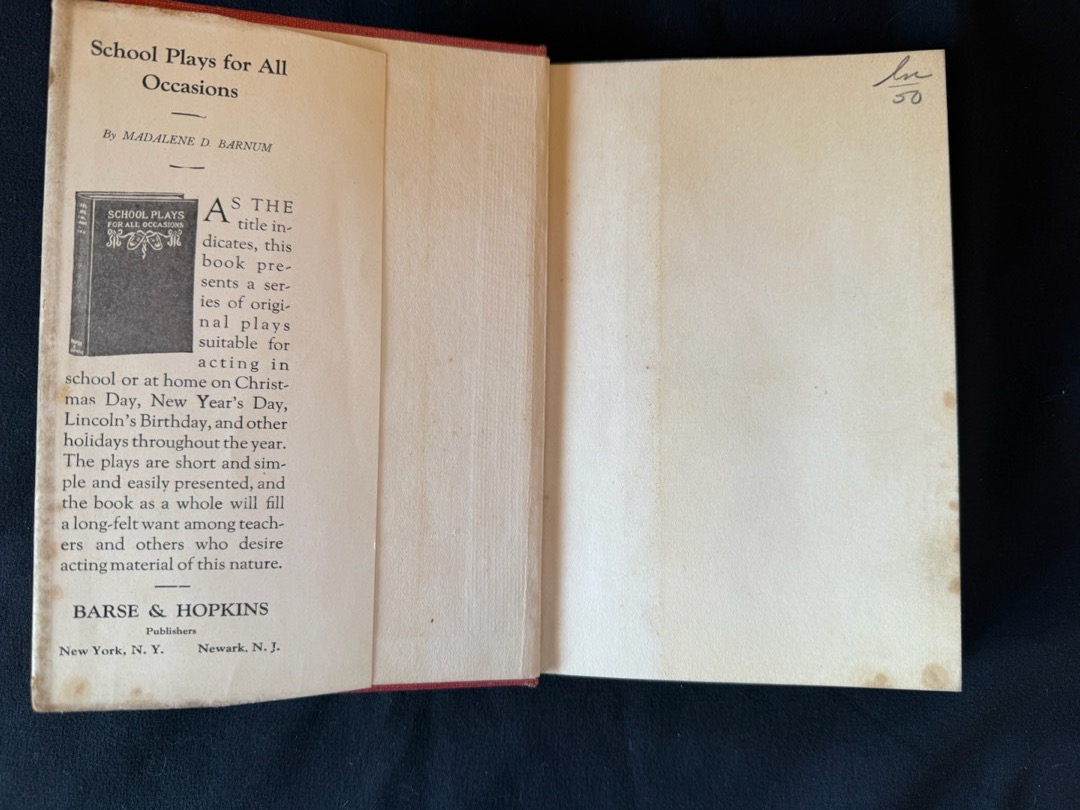 School Plays for All
Occasions
By MADALENE D. BARNUM
SCHOOL PLAYS
FOR ALL OCCASIONS
AS THE
title in-
dicates, this
book pre-
sents a ser-
ies of origi-
nal plays
suitable for
acting in
school or at home on Christ-
mas Day, New Year's Day,
Lincoln's Birthday, and other
holidays throughout the year.
The plays are short and sim-
ple and easily presented, and
the book as a whole will fill
a long-felt want among teach-
ers and others who desire
acting material of this nature.
BARSE & HOPKINS
Publishers
New York, N. Y. Newark, N. J.
50